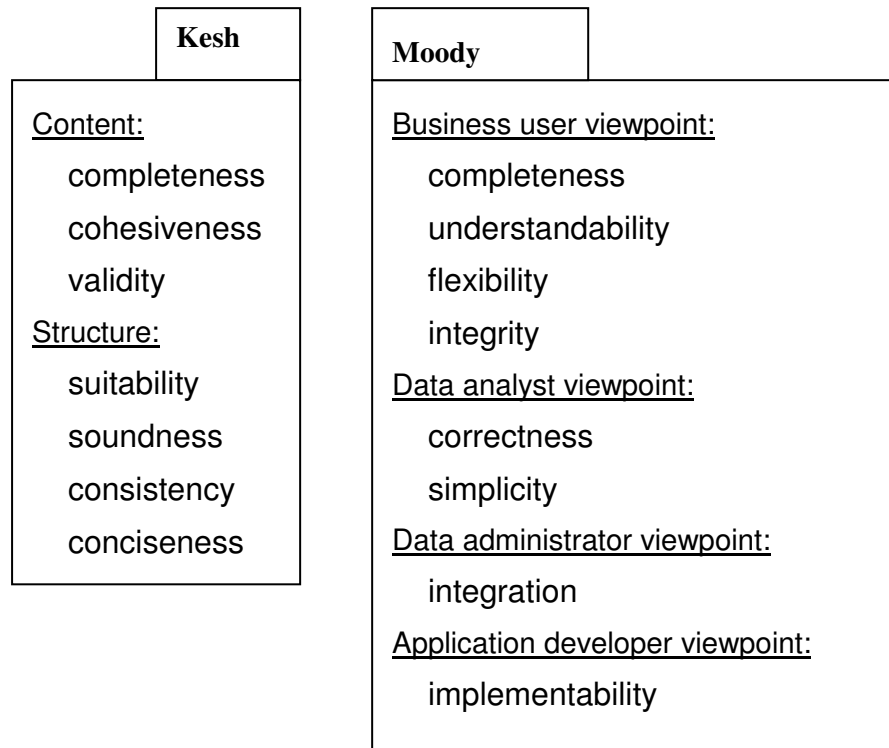 Kesh
Content:
completeness
cohesiveness
validity
Structure:
suitability
soundness
consistency
conciseness
Moody
Business user viewpoint:
completeness
understandability
flexibility
integrity
Data analyst viewpoint:
correctness
simplicity
Data administrator viewpoint:
integration
Application developer viewpoint:
implementability